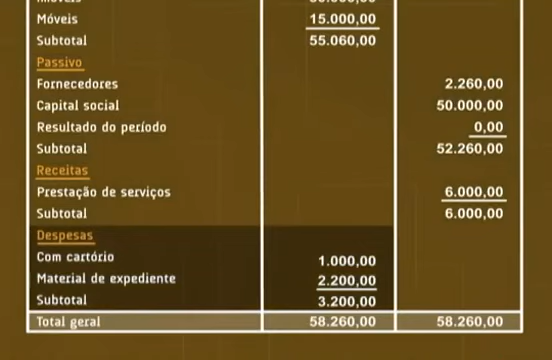 Móveis 15.000,00
Subtotal 55.060,00
Passivo
Fornecedores 2.260,00
Capital social 50.000,00
Resultado do período 0,00
Subtotal 52.260,00
Receitas
Prestação de serviços 6.000,00
Subtotal 6.000,00
Despesas
Com cartório 1.000,00
Material de expediente 2.200,00
Subtotal 3.200,00
Total geral 58.260,00 58.260,00